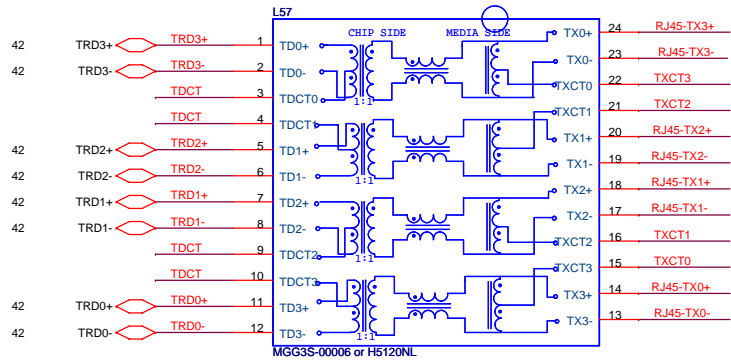 L57
CHIP SIDE MEDIA SIDE
42 TRD3+ TRD3+ 1 TD0+ TX0+ 24 RJ45-TX3+
42 TRD3- TRD3- 2 TD0- TX0- 23 RJ45-TX3-
TDCT 3 TDCT0 TXCT0 22 TXCT3
1:1
TDCT 4 TDCT1 TXCT1 21 TXCT2
42 TRD2+ TRD2+ 5 TD1+ TX1+ 20 RJ45-TX2+
42 TRD2- TRD2- 6 TD1- TX1- 19 RJ45-TX2-
1:1
42 TRD1+ TRD1+ 7 TD2+ TX2+ 18 RJ45-TX1+
42 TRD1- TRD1- 8 TD2- TX2- 17 RJ45-TX1-
TDCT 9 TDCT2 TXCT2 16 TXCT1
1:1
TDCT 10 TDCT3 TXCT3 15 TXCT0
42 TRD0+ TRD0+ 11 TD3+ TX3+ 14 RJ45-TX0+
42 TRD0- TRD0- 12 TD3- TX3- 13 RJ45-TX0-
1:1
MGG3S-00006 or H5120NL